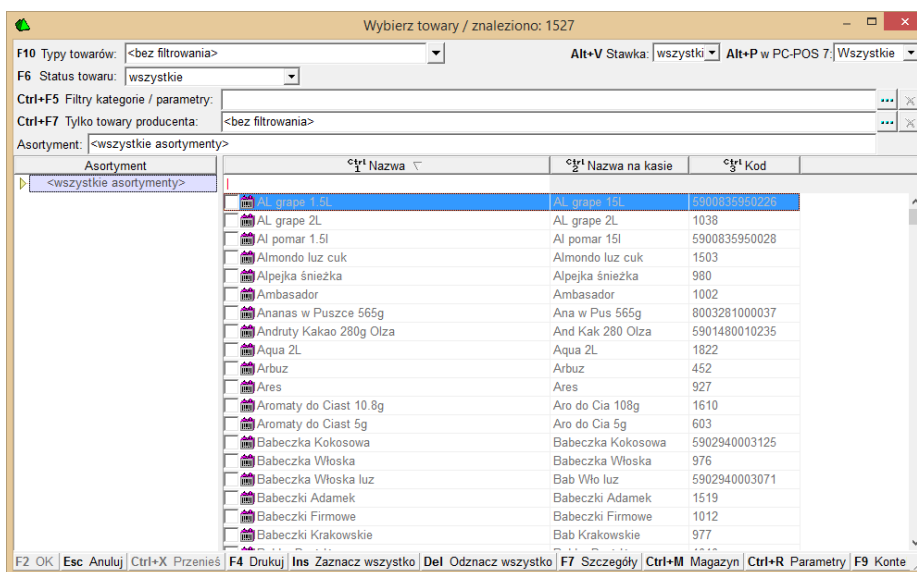 Wybierz towary / znaleziono: 1527
F10 Typy towarów: <bez filtrowania> Alt+V Stawka: wszystki Alt+P w PC-POS 7: Wszystkie
F6 Status towaru: wszystkie
Ctrl+F5 Filtry kategorie / parametry:
Ctrl+F7 Tylko towary producenta: <bez filtrowania>
Asortyment: <wszystkie asortymenty>
Asortyment Ctrl 1 Nazwa Ctrl 2 Nazwa na kasie Ctrl 3 Kod
<wszystkie asortymenty>
AL grape 1.5L AL grape 15L 5900835950226
AL grape 2L AL grape 2L 1038
Al pomar 1.5l Al pomar 15l 5900835950028
Almondo luz cuk Almondo luz cuk 1503
Alpejka śnieżka Alpejka śnieżka 980
Ambasador Ambasador 1002
Ananas w Puszce 565g Ana w Pus 565g 8003281000037
Andruty Kakao 280g Olza And Kak 280 Olza 5901480010235
Aqua 2L Aqua 2L 1822
Arbuz Arbuz 452
Ares Ares 927
Aromaty do Ciast 10.8g Aro do Cia 108g 1610
Aromaty do Ciast 5g Aro do Cia 5g 603
Babeczka Kokosowa Babeczka Kokosowa 5902940003125
Babeczka Włoska Babeczka Włoska 976
Babeczka Włoska luz Bab Wło luz 5902940003071
Babeczki Adamek Babeczki Adamek 1519
Babeczki Firmowe Babeczki Firmowe 1012
Babeczki Krakowskie Bab Krakowskie 977
F2 OK Esc Anuluj Ctrl+X Przenieś F4 Drukuj Ins Zaznacz wszystko Del Odznacz wszystko F7 Szczegóły Ctrl+M Magazyn Ctrl+R Parametry F9 Konte